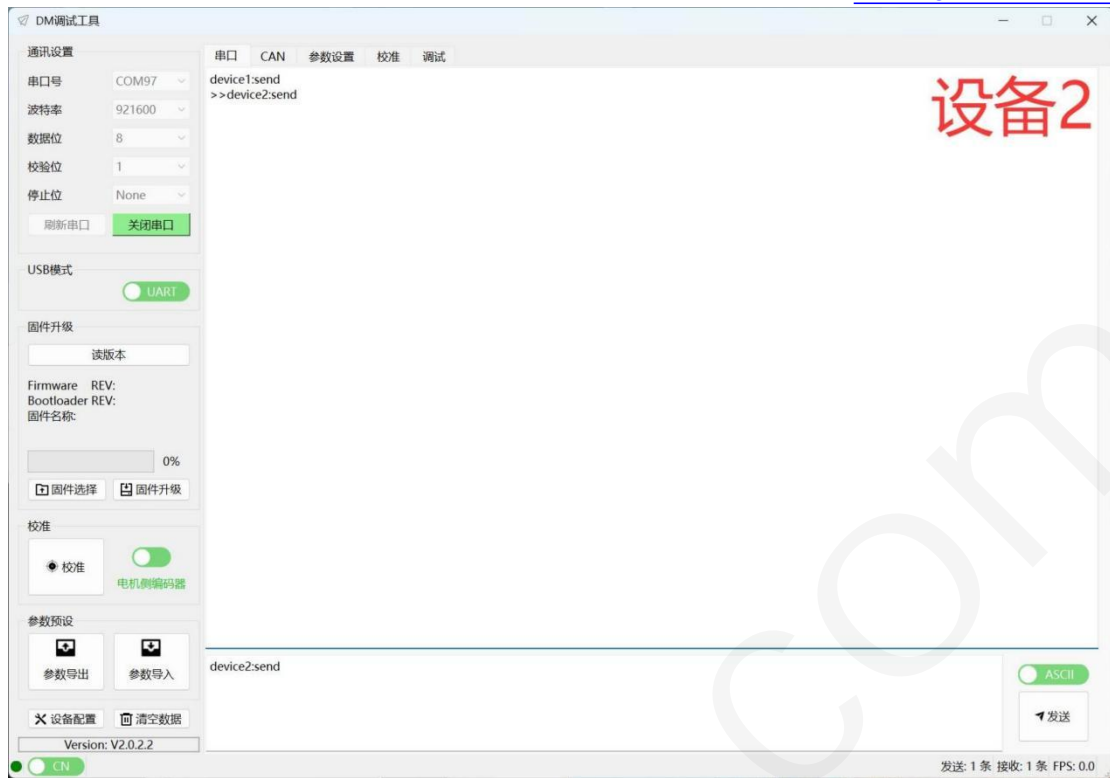 DM调试工具
通讯设置
串口号 COM97
波特率 921600
数据位 8
校验位 1
停止位 None
刷新串口 关闭串口
USB模式
UART
固件升级
读版本
Firmware REV:
Bootloader REV:
固件名称:
0%
固件选择 固件升级
校准
校准
电机侧编码器
参数预设
参数导出 参数导入
设备配置 清空数据
Version: V2.0.2.2
CN
串口 CAN 参数设置 校准 调试
device1:send
>>device2:send
设备2
device2:send
ASCII
发送
发送: 1 条 接收: 1 条 FPS: 0.0
com